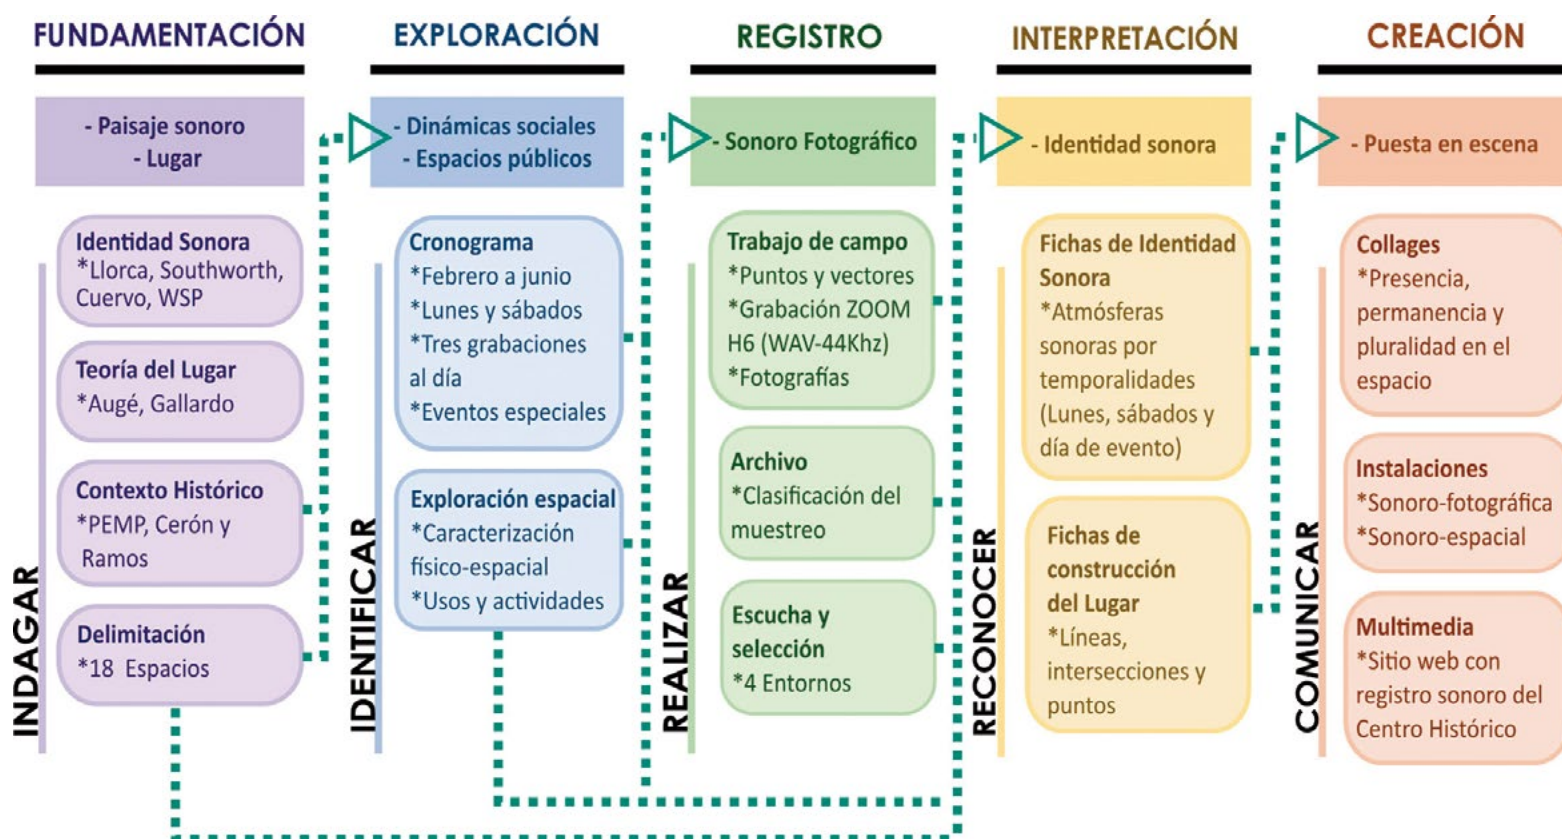 FUNDAMENTACIÓN
- Paisaje sonoro
- Lugar
INDAGAR
Identidad Sonora
*Llorca, Southworth,
Cuervo, WSP
Teoría del Lugar
*Augé, Gallardo
Contexto Histórico
*PEMP, Cerón y
Ramos
Delimitación
*18 Espacios
EXPLORACIÓN
- Dinámicas sociales
- Espacios públicos
IDENTIFICAR
Cronograma
*Febrero a junio
*Lunes y sábados
*Tres grabaciones
al día
*Eventos especiales
Exploración espacial
*Caracterización
físico-espacial
*Usos y actividades
REGISTRO
- Sonoro Fotográfico
REALIZAR
Trabajo de campo
*Puntos y vectores
*Grabación ZOOM
H6 (WAV-44Khz)
*Fotografías
Archivo
*Clasificación del
muestreo
Escucha y
selección
*4 Entornos
INTERPRETACIÓN
- Identidad sonora
RECONOCER
Fichas de Identidad
Sonora
*Atmósferas
sonoras por
temporalidades
(Lunes, sábados y
día de evento)
Fichas de
construcción
del Lugar
*Líneas,
intersecciones y
puntos
CREACIÓN
- Puesta en escena
COMUNICAR
Collages
*Presencia,
permanencia y
pluralidad en el
espacio
Instalaciones
*Sonoro-fotográfica
*Sonoro-espacial
Multimedia
*Sitio web con
registro sonoro del
Centro Histórico